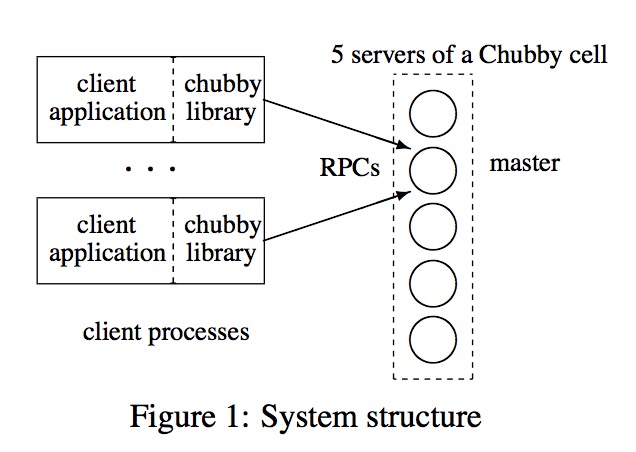 5 servers of a Chubby cell
client
application
chubby
library
. . .
RPCs
master
client
application
chubby
library
client processes
Figure 1: System structure